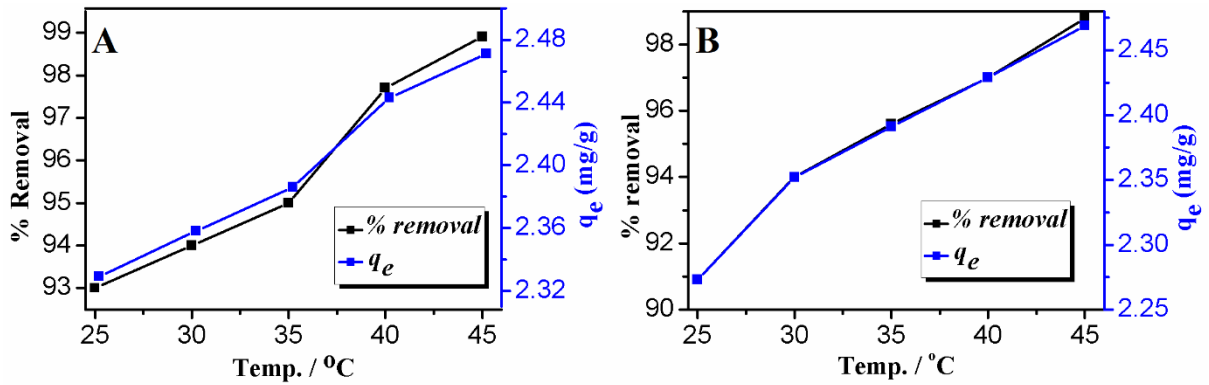 A
% Removal
99
98
97
96
95
94
93
2.48
2.44
2.40
2.36
2.32
qe (mg/g)
% removal
qe
25 30 35 40 45
Temp. / °C
B
% removal
98
96
94
92
90
2.45
2.40
2.35
2.30
2.25
qe (mg/g)
% removal
qe
25 30 35 40 45
Temp. / °C